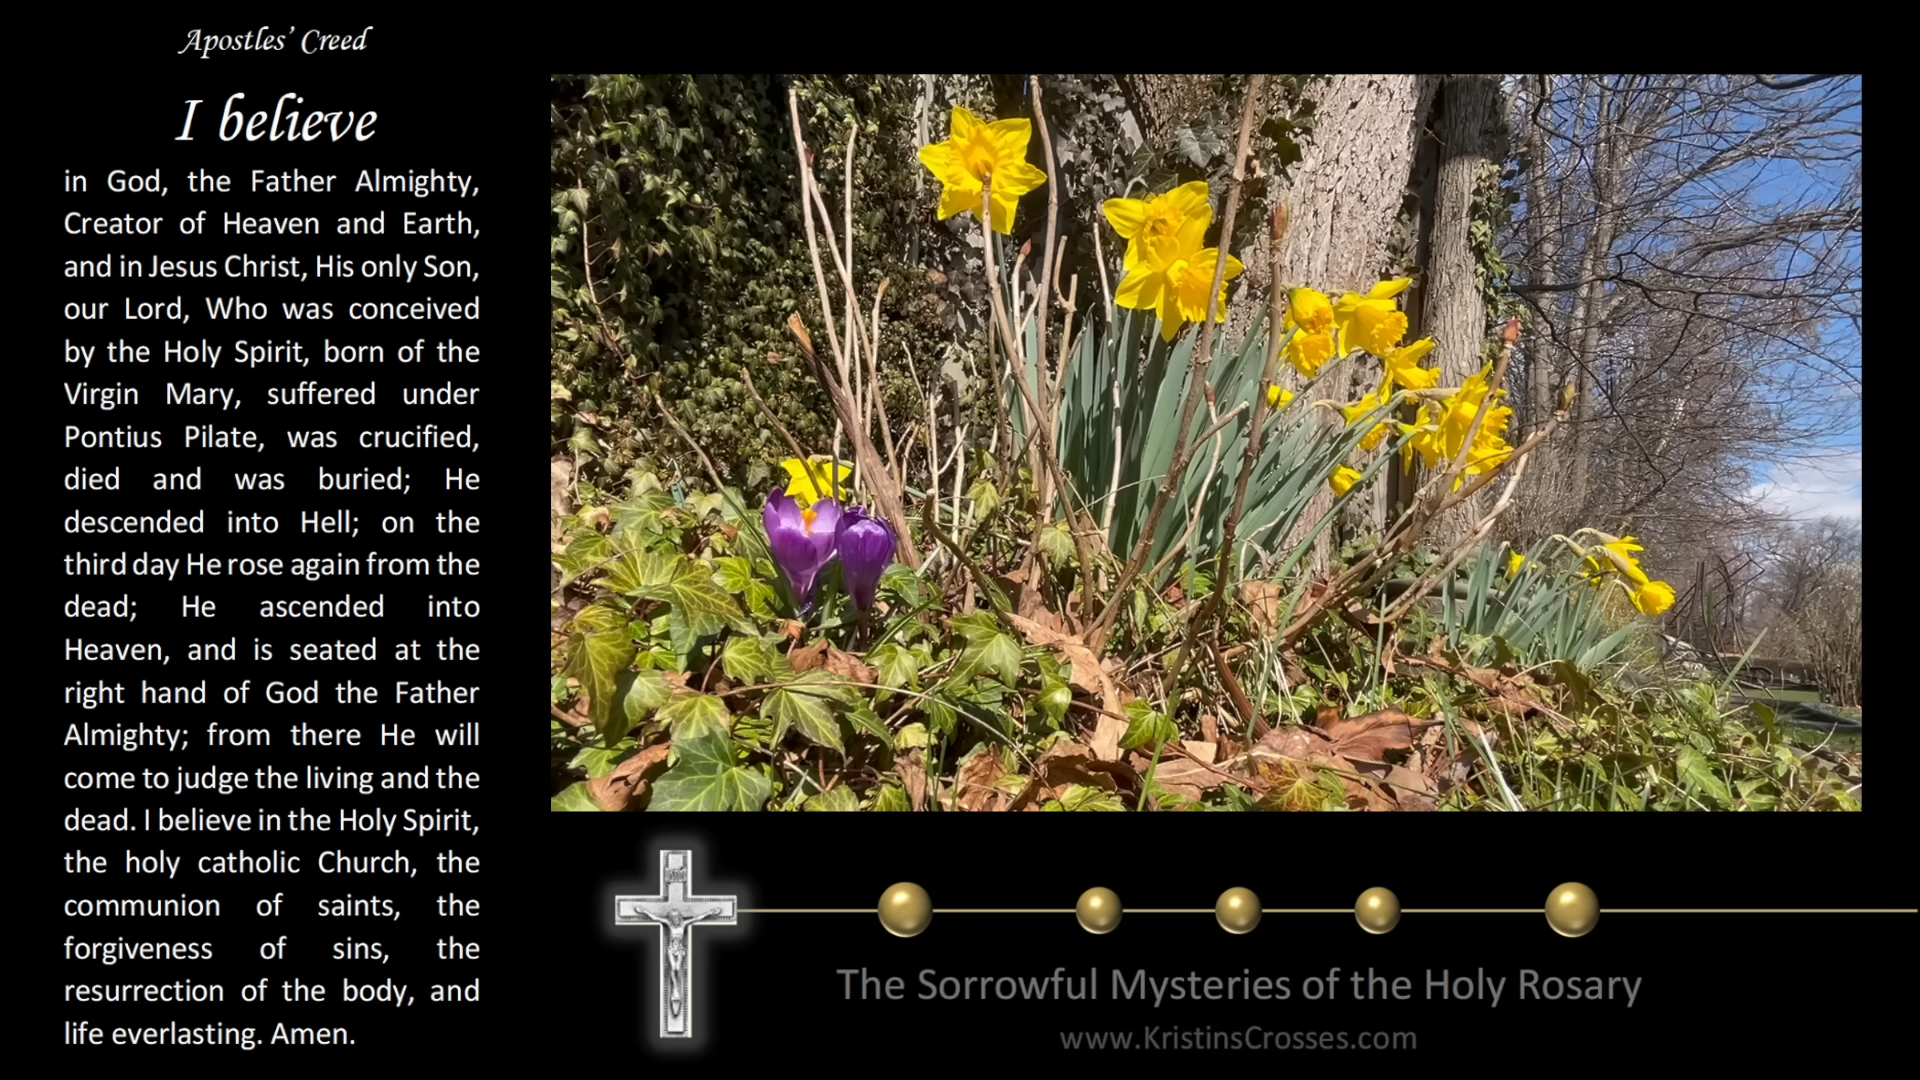 Apostles’ Creed
I believe
in God, the Father Almighty,
Creator of Heaven and Earth,
and in Jesus Christ, His only Son,
our Lord, Who was conceived
by the Holy Spirit, born of the
Virgin Mary, suffered under
Pontius Pilate, was crucified,
died and was buried; He
descended into Hell; on the
third day He rose again from the
dead; He ascended into
Heaven, and is seated at the
right hand of God the Father
Almighty; from there He will
come to judge the living and the
dead. I believe in the Holy Spirit,
the holy catholic Church, the
communion of saints, the
forgiveness of sins, the
resurrection of the body, and
life everlasting. Amen.
The Sorrowful Mysteries of the Holy Rosary
www.KristinsCrosses.com